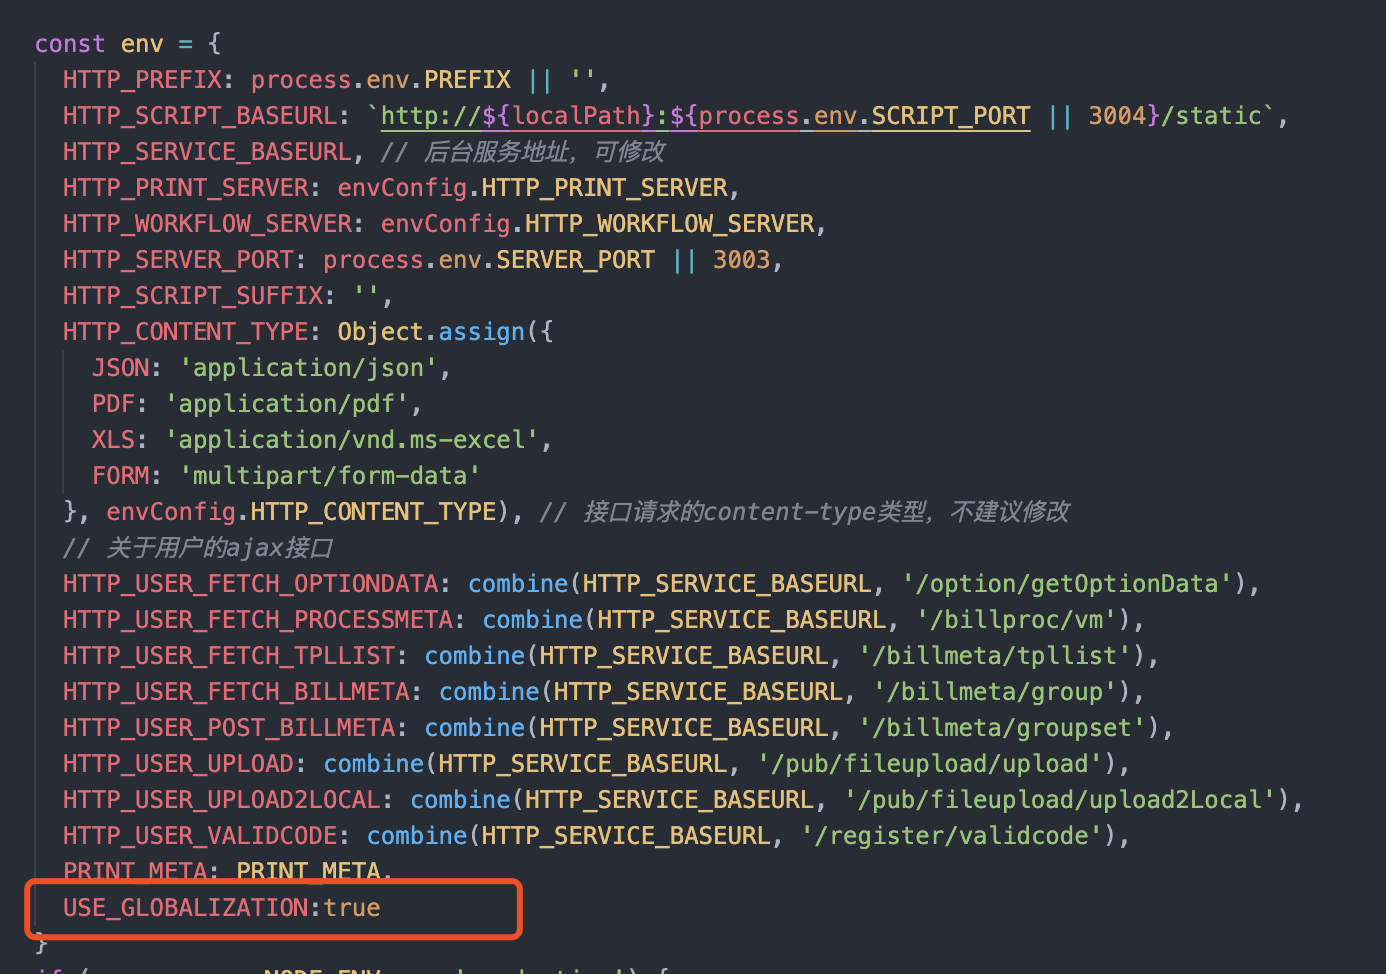 const env = {
HTTP_PREFIX: process.env.PREFIX || '',
HTTP_SCRIPT_BASEURL: `http://${localPath}:${process.env.SCRIPT_PORT || 3004}/static`,
HTTP_SERVICE_BASEURL, // 后台服务地址，可修改
HTTP_PRINT_SERVER: envConfig.HTTP_PRINT_SERVER,
HTTP_WORKFLOW_SERVER: envConfig.HTTP_WORKFLOW_SERVER,
HTTP_SERVER_PORT: process.env.SERVER_PORT || 3003,
HTTP_SCRIPT_SUFFIX: '',
HTTP_CONTENT_TYPE: Object.assign({
JSON: 'application/json',
PDF: 'application/pdf',
XLS: 'application/vnd.ms-excel',
FORM: 'multipart/form-data'
}, envConfig.HTTP_CONTENT_TYPE), // 接口请求的content-type类型，不建议修改
// 关于用户的ajax接口
HTTP_USER_FETCH_OPTIONDATA: combine(HTTP_SERVICE_BASEURL, '/option/getOptionData'),
HTTP_USER_FETCH_PROCESSMETA: combine(HTTP_SERVICE_BASEURL, '/billproc/vm'),
HTTP_USER_FETCH_TPLLIST: combine(HTTP_SERVICE_BASEURL, '/billmeta/tpllist'),
HTTP_USER_FETCH_BILLMETA: combine(HTTP_SERVICE_BASEURL, '/billmeta/group'),
HTTP_USER_POST_BILLMETA: combine(HTTP_SERVICE_BASEURL, '/billmeta/groupset'),
HTTP_USER_UPLOAD: combine(HTTP_SERVICE_BASEURL, '/pub/fileupload/upload'),
HTTP_USER_UPLOAD2LOCAL: combine(HTTP_SERVICE_BASEURL, '/pub/fileupload/upload2Local'),
HTTP_USER_VALIDCODE: combine(HTTP_SERVICE_BASEURL, '/register/validcode'),
PRINT_META: PRINT_META,
USE_GLOBALIZATION:true
}